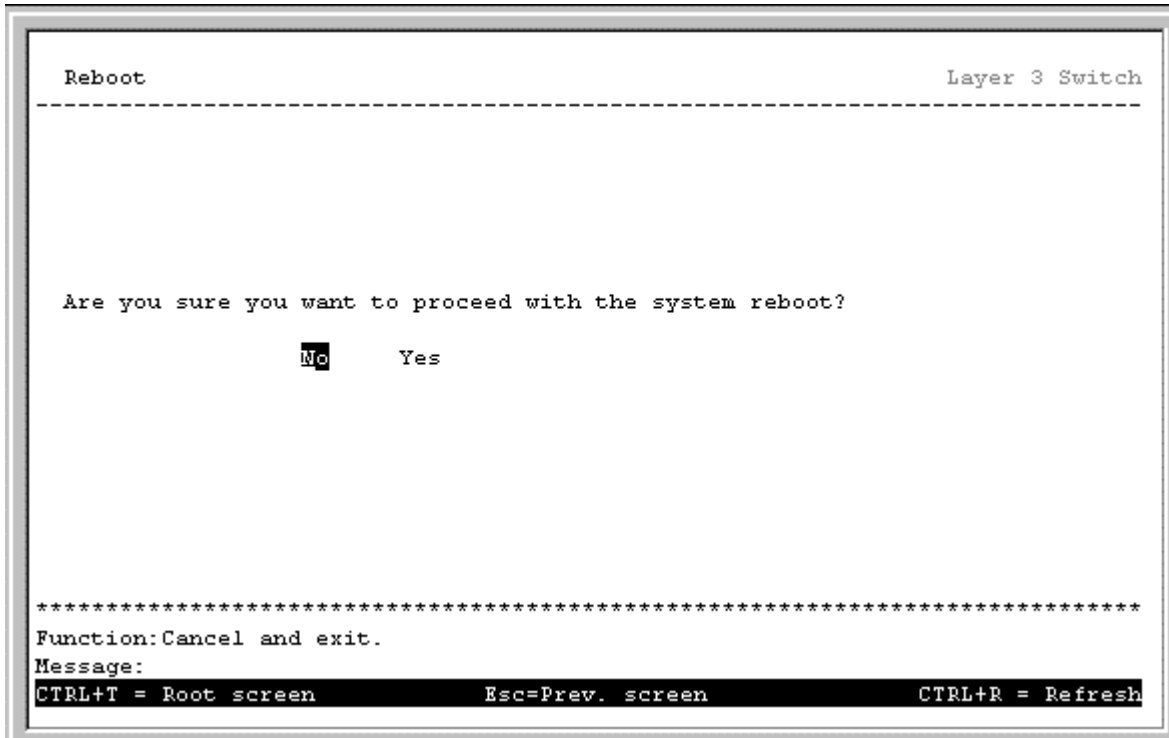 Reboot Layer 3 Switch
--------------------------------------------------------------------------------
Are you sure you want to proceed with the system reboot?
No Yes
********************************************************************************
Function:Cancel and exit.
Message:
CTRL+T = Root screen Esc=Prev. screen CTRL+R = Refresh